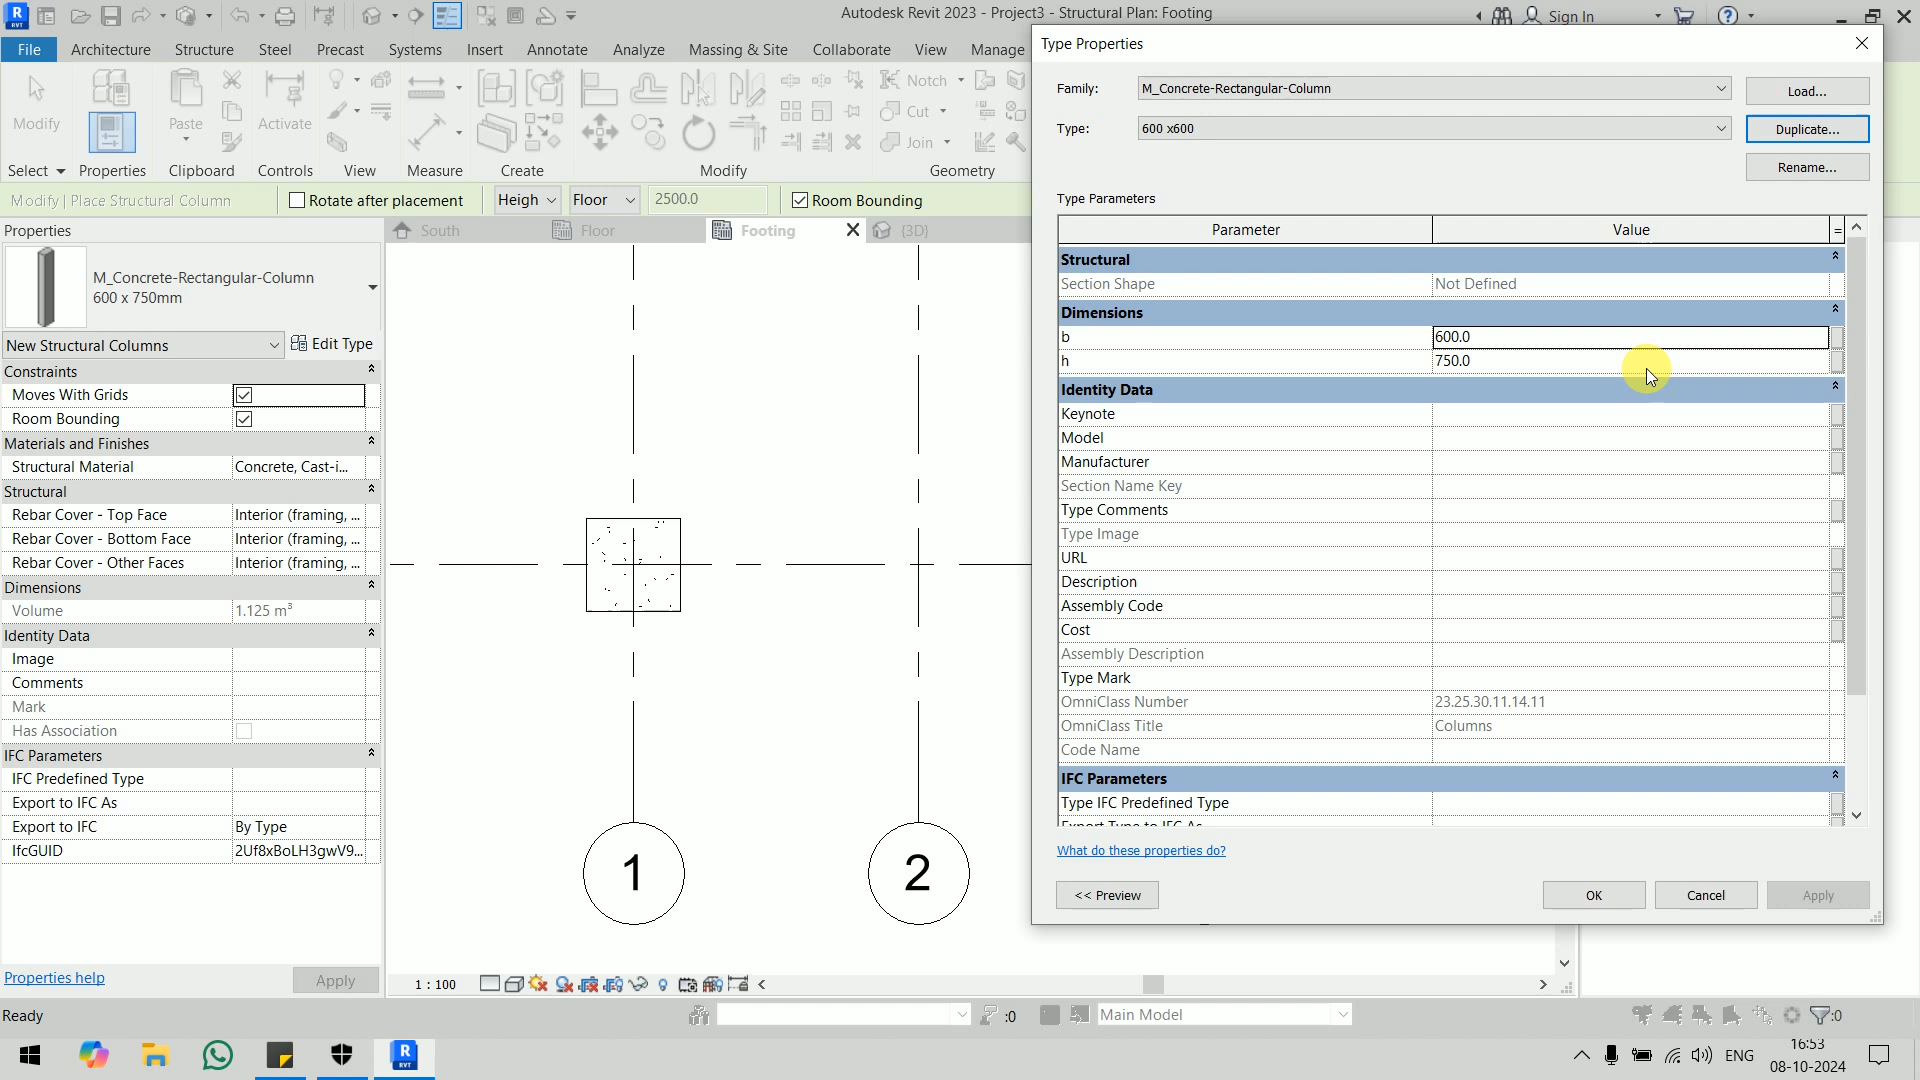 Autodesk Revit 2023 - Project3 - Structural Plan: Footing
Sign In
File Architecture Structure Steel Precast Systems Insert Annotate Analyze Massing & Site Collaborate View Manage
Modify
Paste
Activate
Notch
Cut
Join
Select Properties Clipboard Controls View Measure Create Modify Geometry
Modify | Place Structural Column
Rotate after placement
Heigh
Floor
2500.0
Room Bounding
Properties
South
Floor
Footing
{3D}
M_Concrete-Rectangular-Column
600 x 750mm
New Structural Columns
Edit Type
Constraints
Moves With Grids
Room Bounding
Materials and Finishes
Structural Material Concrete, Cast-i...
Structural
Rebar Cover - Top Face Interior (framing, ...
Rebar Cover - Bottom Face Interior (framing, ...
Rebar Cover - Other Faces Interior (framing, ...
Dimensions
Volume 1.125 m³
Identity Data
Image
Comments
Mark
Has Association
IFC Parameters
IFC Predefined Type
Export to IFC As
Export to IFC By Type
IfcGUID 2Uf8xBoLH3gwV9...
Properties help
Apply
1
2
1 : 100
Type Properties
Family: M_Concrete-Rectangular-Column
Load...
Type: 600 x600
Duplicate...
Rename...
Type Parameters
Parameter Value =
Structural
Section Shape Not Defined
Dimensions
b 600.0
h 750.0
Identity Data
Keynote
Model
Manufacturer
Section Name Key
Type Comments
Type Image
URL
Description
Assembly Code
Cost
Assembly Description
Type Mark
OmniClass Number 23.25.30.11.14.11
OmniClass Title Columns
Code Name
IFC Parameters
Type IFC Predefined Type
Export Type to IFC As
What do these properties do?
<< Preview
OK
Cancel
Apply
Ready
:0
Main Model
:0
ENG
16:53
08-10-2024